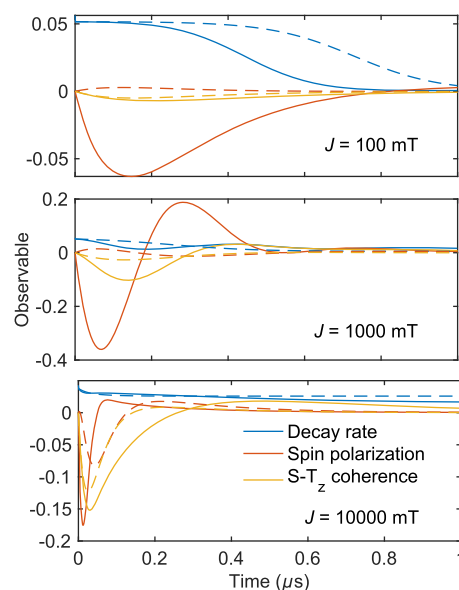 0.05
0
-0.05
J = 100 mT
0.2
0
-0.2
-0.4
J = 1000 mT
Observable
0
-0.05
-0.1
-0.15
-0.2
Decay rate
Spin polarization
S-Tz coherence
J = 10000 mT
0 0.2 0.4 0.6 0.8 1
Time (μs)